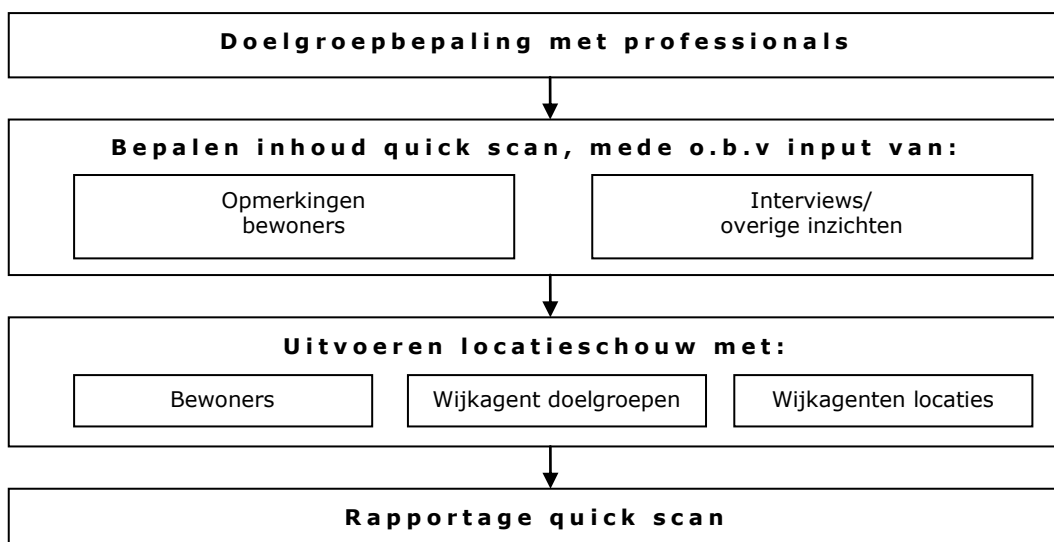 Doelgroepbepaling met professionals
Bepalen inhoud quick scan, mede o.b.v input van:
Opmerkingen
bewoners
Interviews/
overige inzichten
Uitvoeren locatieschouw met:
Bewoners
Wijkagent doelgroepen
Wijkagenten locaties
Rapportage quick scan